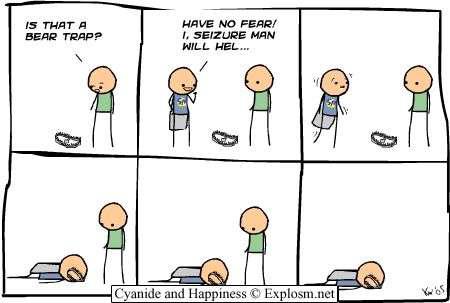 IS THAT A
BEAR TRAP?
HAVE NO FEAR!
I, SEIZURE MAN
WILL HEL...
Cyanide and Happiness © Explosm.net